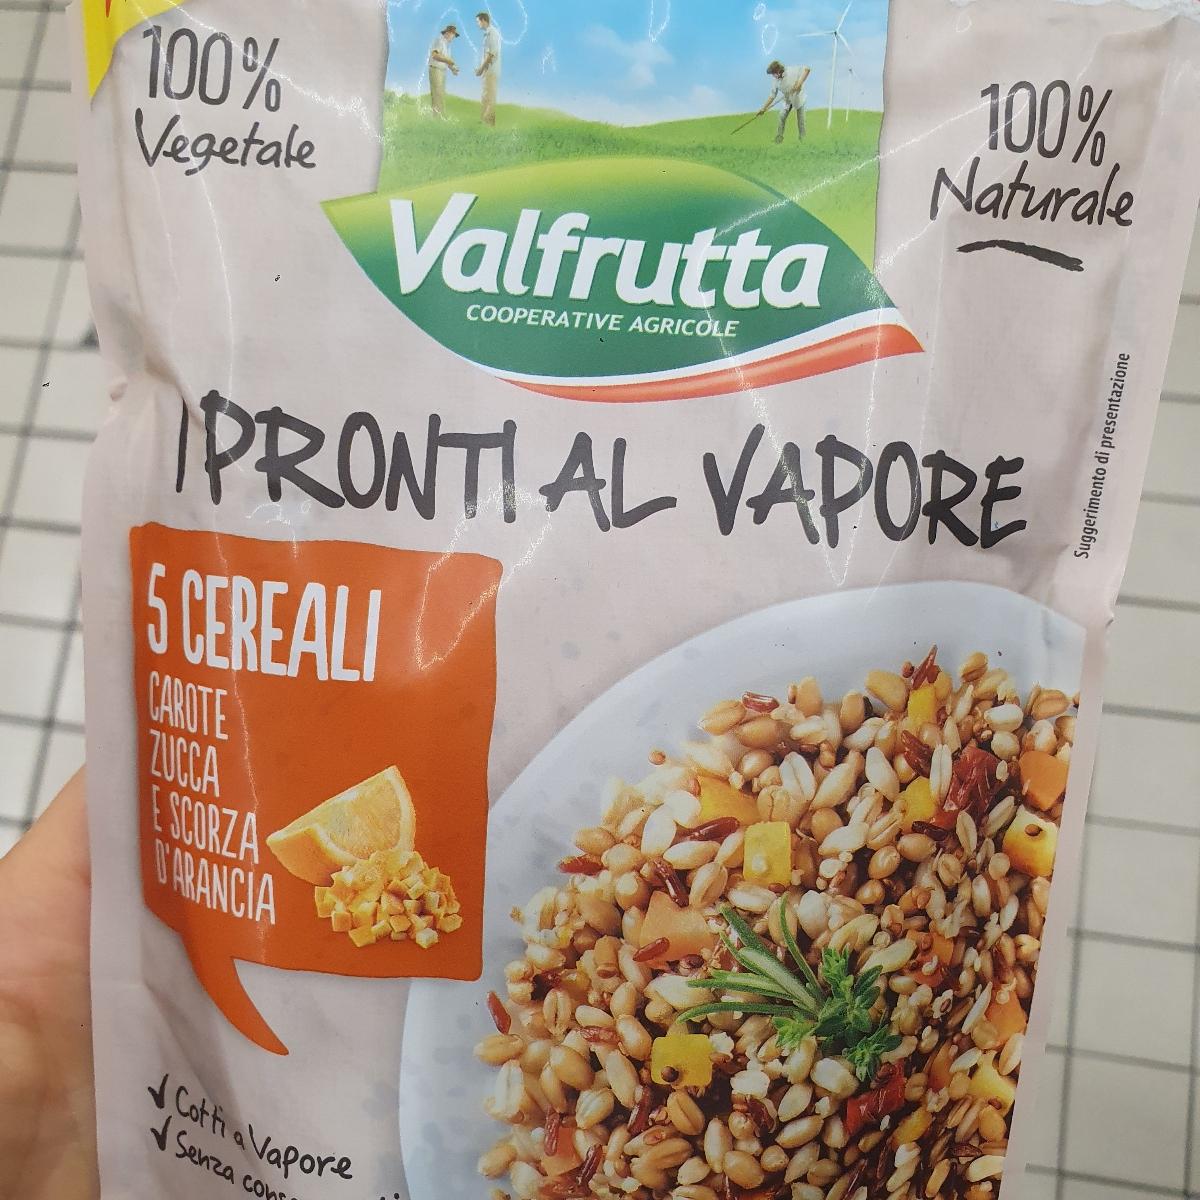 100%
Vegetale
100%
Naturale
Valfrutta
COOPERATIVE AGRICOLE
I PRONTI AL VAPORE
Suggerimento di presentazione
5 CEREALI
CAROTE
ZUCCA
E SCORZA
D'ARANCIA
✓ Cotti a Vapore
✓ Senza